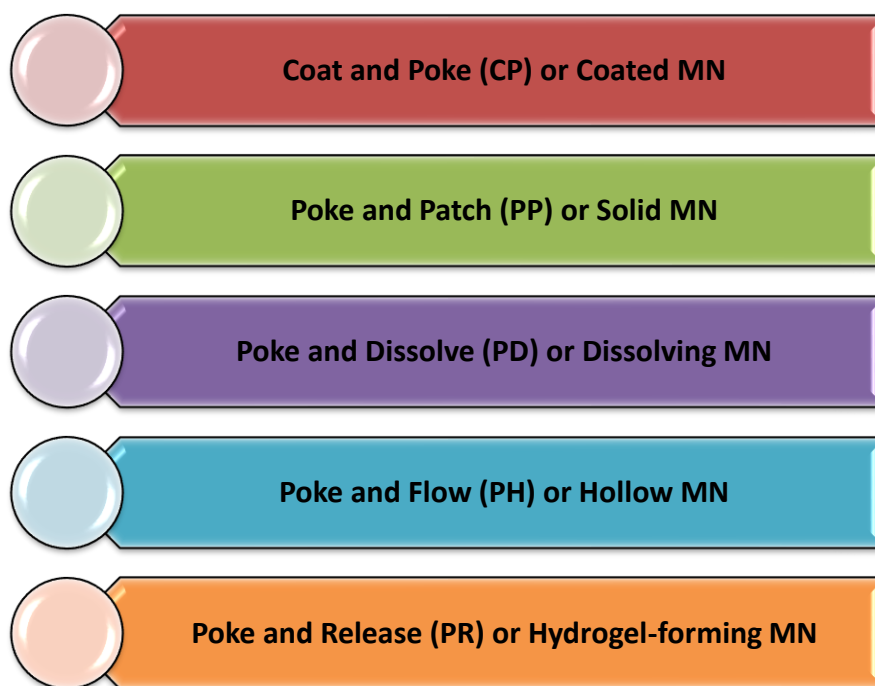 Coat and Poke (CP) or Coated MN
Poke and Patch (PP) or Solid MN
Poke and Dissolve (PD) or Dissolving MN
Poke and Flow (PH) or Hollow MN
Poke and Release (PR) or Hydrogel-forming MN